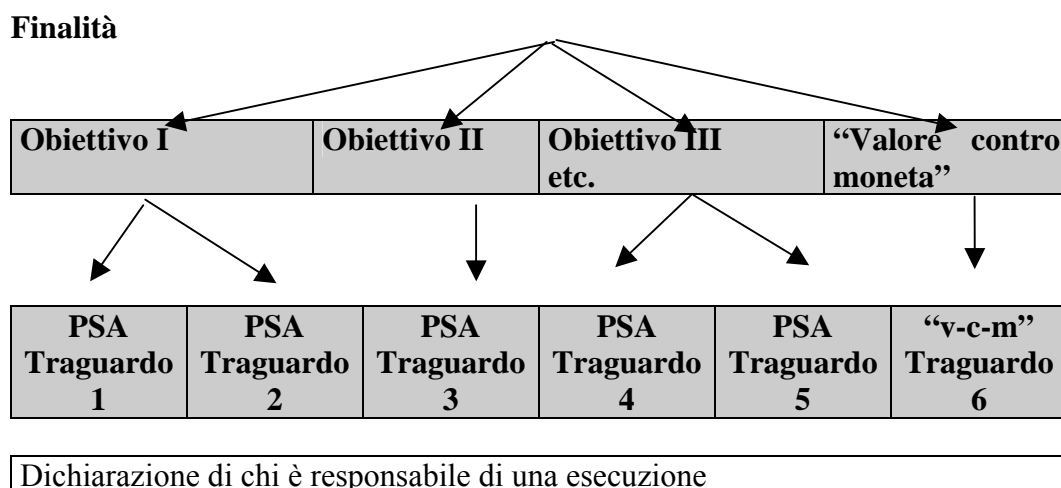 Finalità
Obiettivo I Obiettivo II Obiettivo III “Valore contro
etc. moneta”
PSA PSA PSA PSA PSA “v-c-m”
Traguardo Traguardo Traguardo Traguardo Traguardo Traguardo
1 2 3 4 5 6
Dichiarazione di chi è responsabile di una esecuzione